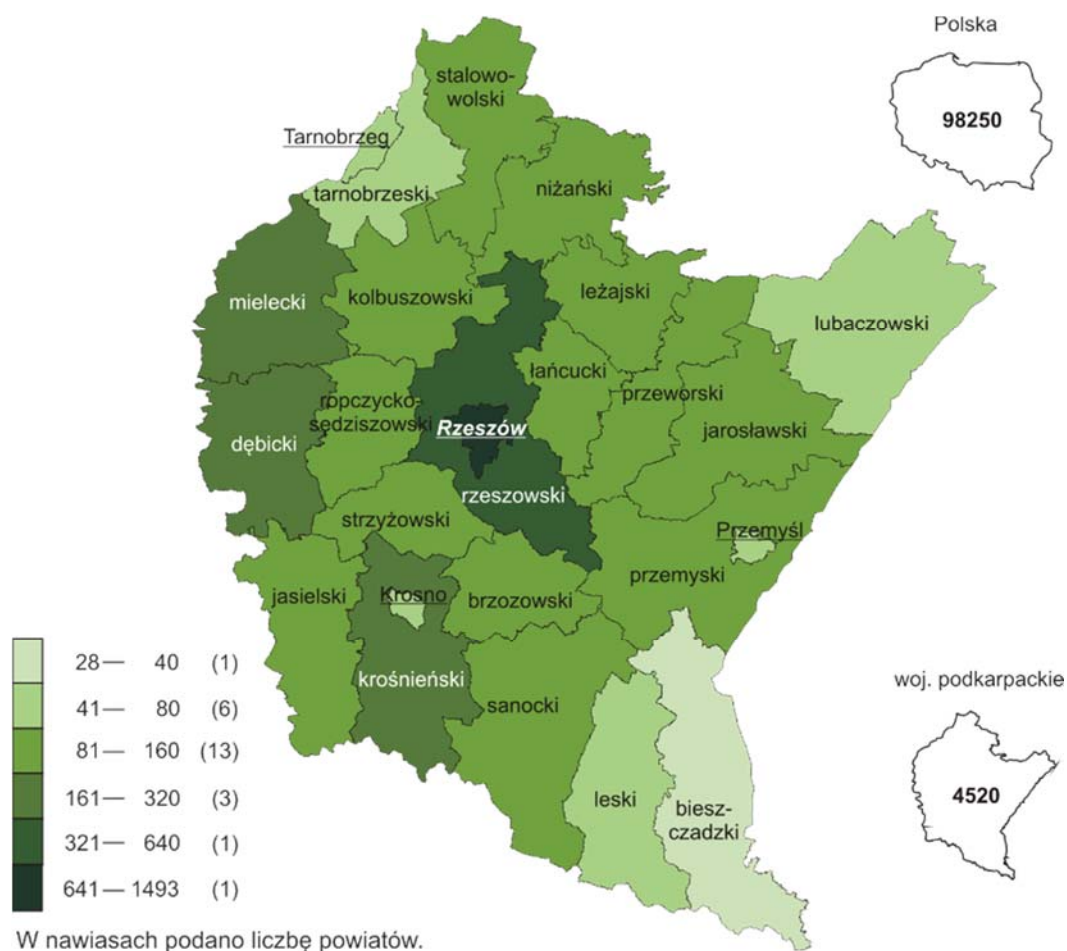 Polska
98250
stalowo-
wolski
Tarnobrzeg
tarnobrzeski
niżański
mielecki
kolbuszowski
leżajski
lubaczowski
łańcucki
ropczycko-
sędziszowski
przeworski
Rzeszów
jarosławski
dębicki
rzeszowski
strzyżowski
Przemyśl
przemyski
jasielski
Krosno
brzozowski
krośnieński
sanocki
leski
biesz-
czadzki
woj. podkarpackie
4520
28— 40 (1)
41— 80 (6)
81— 160 (13)
161— 320 (3)
321— 640 (1)
641— 1493 (1)
W nawiasach podano liczbę powiatów.